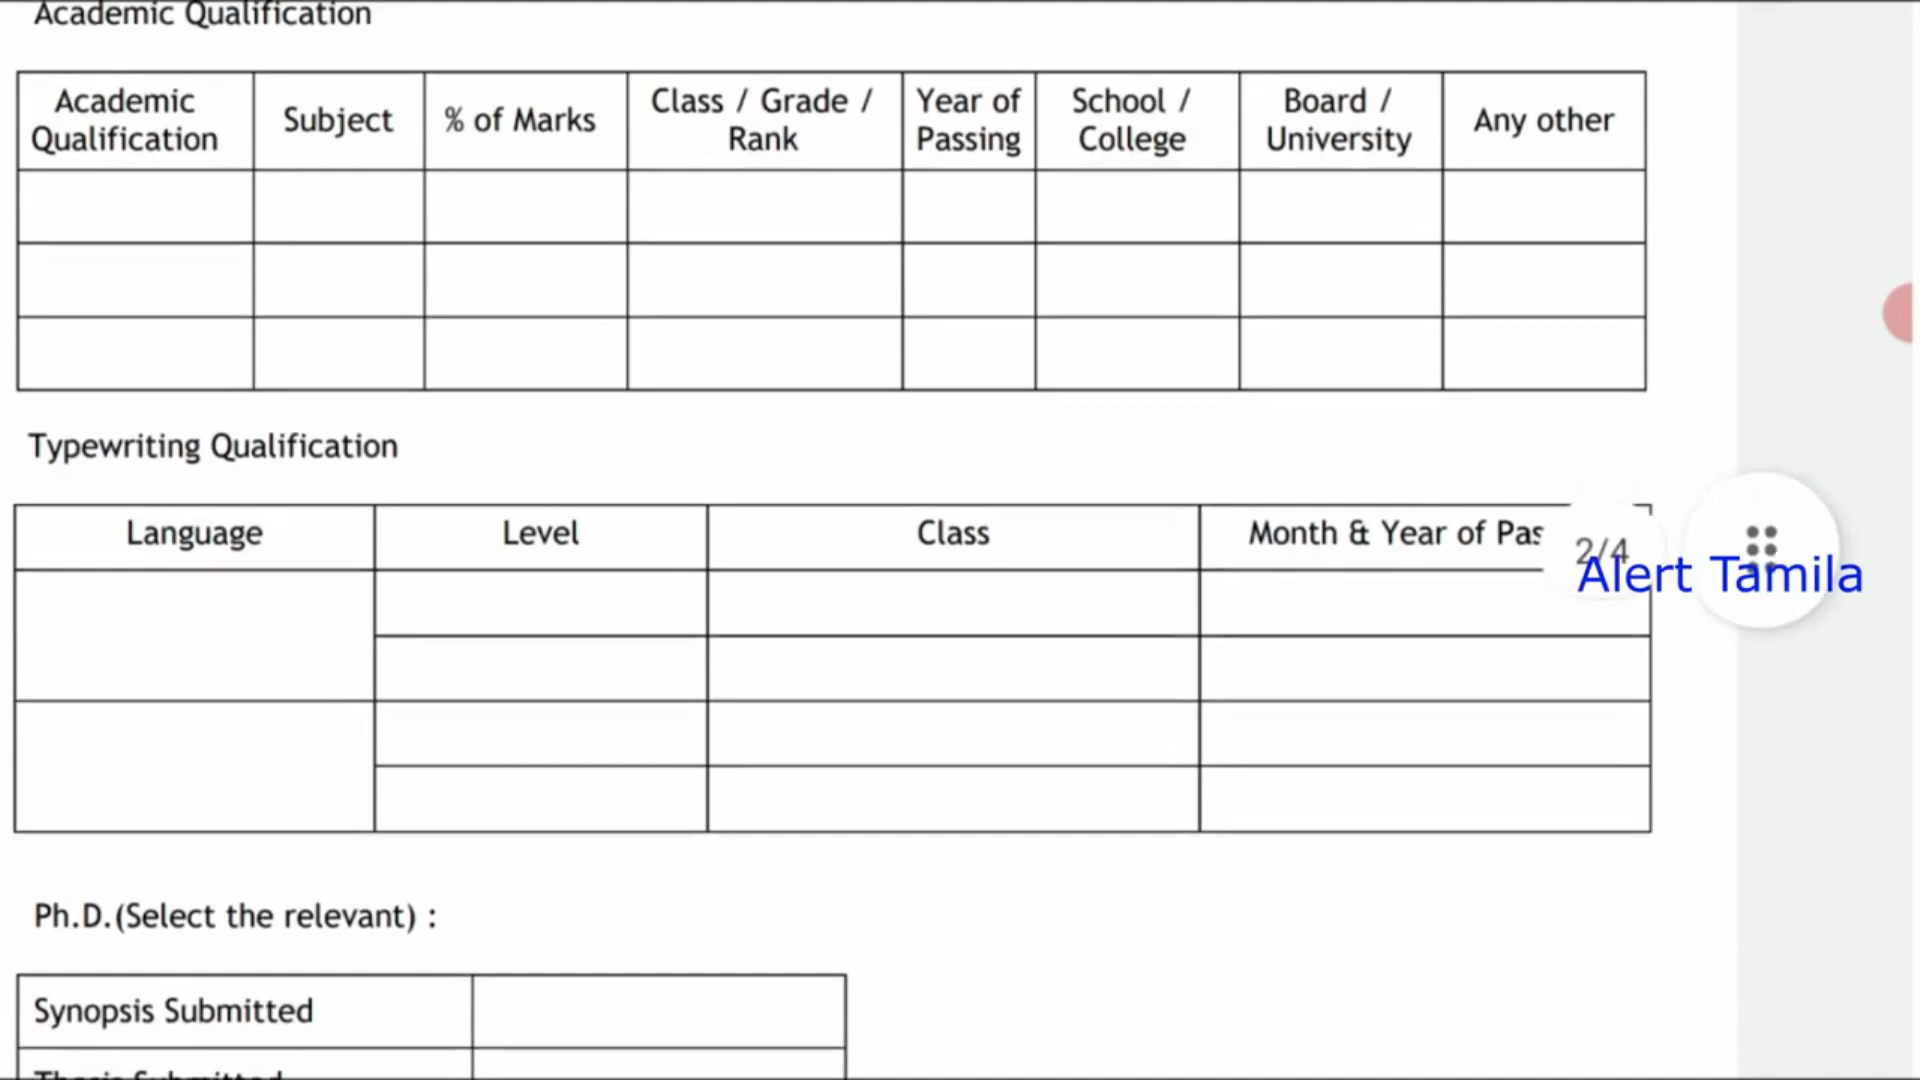 Academic Qualification
Academic Qualification Subject % of Marks Class / Grade / Rank Year of Passing School / College Board / University Any other
Typewriting Qualification
Language Level Class Month & Year of Pas
2/4
Alert Tamila
Ph.D.(Select the relevant) :
Synopsis Submitted
Thesis Submitted